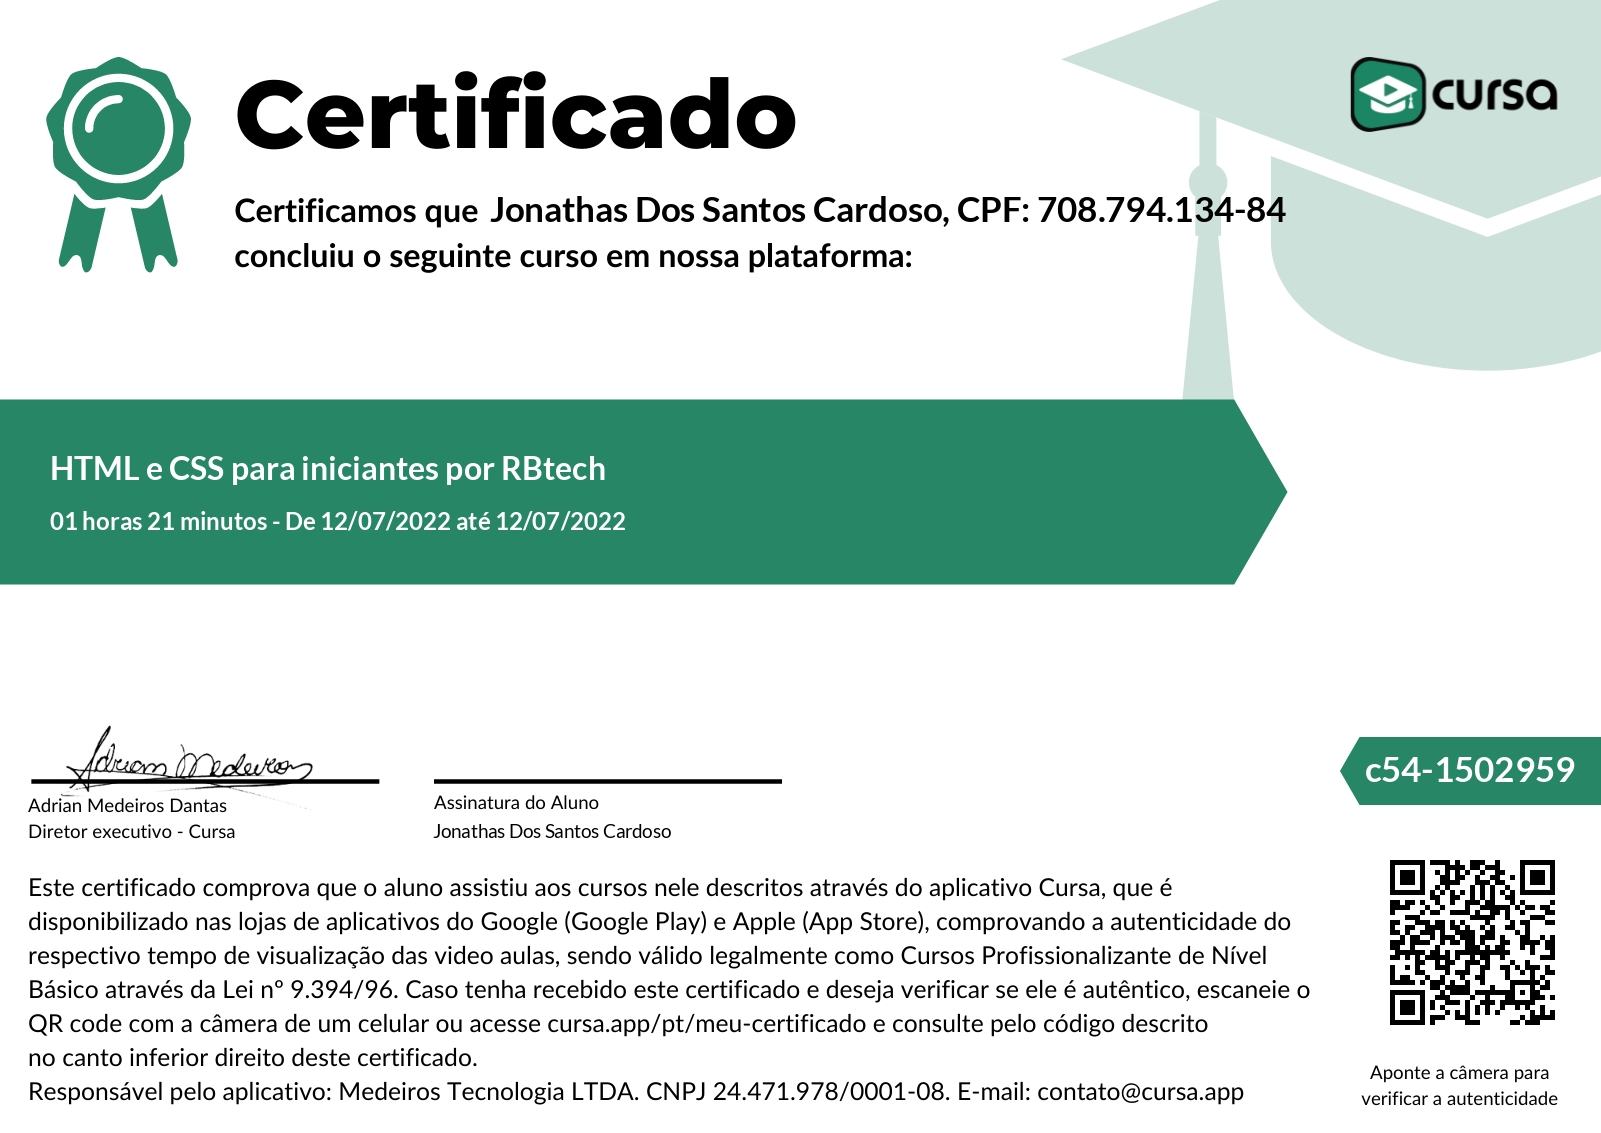 cursa
Certificado
Certificamos que Jonathas Dos Santos Cardoso, CPF: 708.794.134-84
concluiu o seguinte curso em nossa plataforma:
HTML e CSS para iniciantes por RBtech
01 horas 21 minutos - De 12/07/2022 até 12/07/2022
Adrian Medeiros
Adrian Medeiros Dantas
Diretor executivo - Cursa
Assinatura do Aluno
Jonathas Dos Santos Cardoso
c54-1502959
Este certificado comprova que o aluno assistiu aos cursos nele descritos através do aplicativo Cursa, que é
disponibilizado nas lojas de aplicativos do Google (Google Play) e Apple (App Store), comprovando a autenticidade do
respectivo tempo de visualização das video aulas, sendo válido legalmente como Cursos Profissionalizante de Nível
Básico através da Lei nº 9.394/96. Caso tenha recebido este certificado e deseja verificar se ele é autêntico, escaneie o
QR code com a câmera de um celular ou acesse cursa.app/pt/meu-certificado e consulte pelo código descrito
no canto inferior direito deste certificado.
Responsável pelo aplicativo: Medeiros Tecnologia LTDA. CNPJ 24.471.978/0001-08. E-mail: contato@cursa.app
Aponte a câmera para
verificar a autenticidade